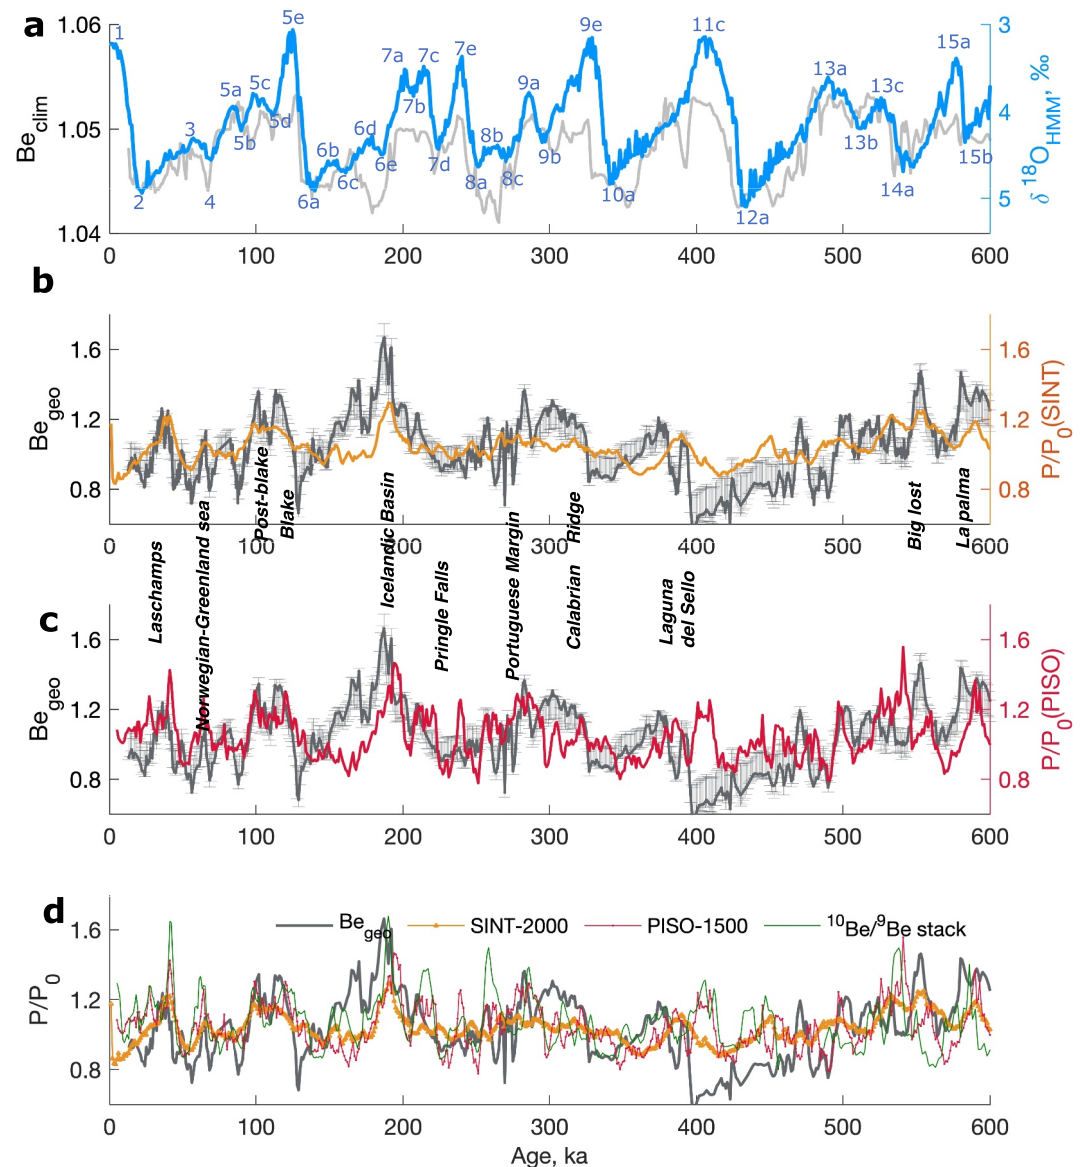 a
1.06
1.05
1.04
Be_clim
3
4
5
δ ¹⁸O_HMM, ‰
1
2
3
4
5a
5b
5c
5d
5e
6a
6b
6c
6d
6e
7a
7b
7c
7d
7e
8a
8b
8c
9a
9b
9e
10a
11c
12a
13a
13b
13c
14a
15a
15b
0 100 200 300 400 500 600
b
1.6
1.2
0.8
Be_geo
1.6
1.2
0.8
P/P₀(SINT)
0 100 200 300 400 500 600
Laschamps
Norwegian-Greenland sea
Post-blake
Blake
Icelandic Basin
Pringle Falls
Portuguese Margin
Calabrian Ridge
Laguna
del Sello
Big lost
La palma
c
1.6
1.2
0.8
Be_geo
1.6
1.2
0.8
P/P₀(PISO)
0 100 200 300 400 500 600
d
1.6
1.2
0.8
P/P₀
Be_geo SINT-2000 PISO-1500 ¹⁰Be/⁹Be stack
0 100 200 300 400 500 600
Age, ka